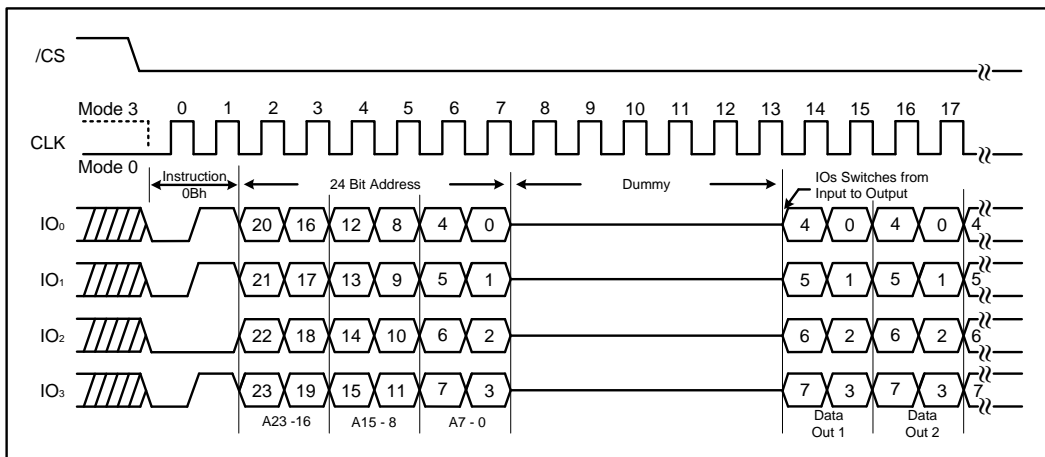 /CS
Mode 3 0 1 2 3 4 5 6 7 8 9 10 11 12 13 14 15 16 17
CLK
Mode 0
Instruction
0Bh
24 Bit Address
Dummy
IOs Switches from
Input to Output
IO0 20 16 12 8 4 0 4 0 4 0 4
IO1 21 17 13 9 5 1 5 1 5 1 5
IO2 22 18 14 10 6 2 6 2 6 2 6
IO3 23 19 15 11 7 3 7 3 7 3 7
A23 -16 A15 - 8 A7 - 0
Data
Out 1
Data
Out 2